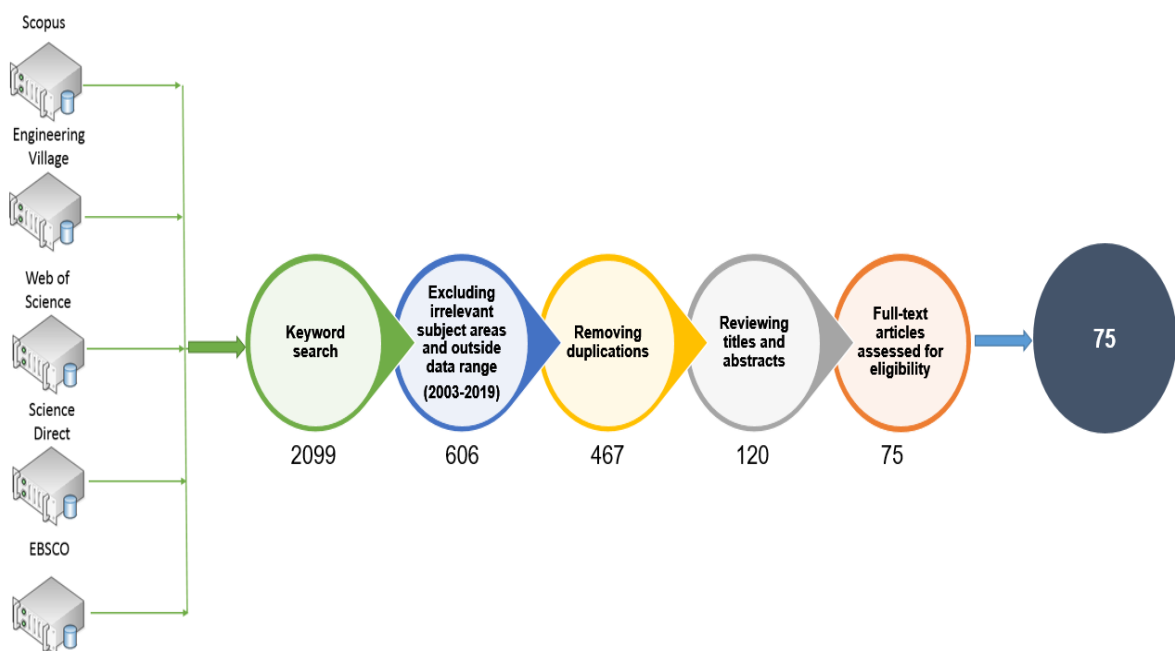 Scopus
Engineering
Village
Web of
Science
Science
Direct
EBSCO
Keyword
search
2099
Excluding
irrelevant
subject areas
and outside
data range
(2003-2019)
606
Removing
duplications
467
Reviewing
titles and
abstracts
120
Full-text
articles
assessed for
eligibility
75
75